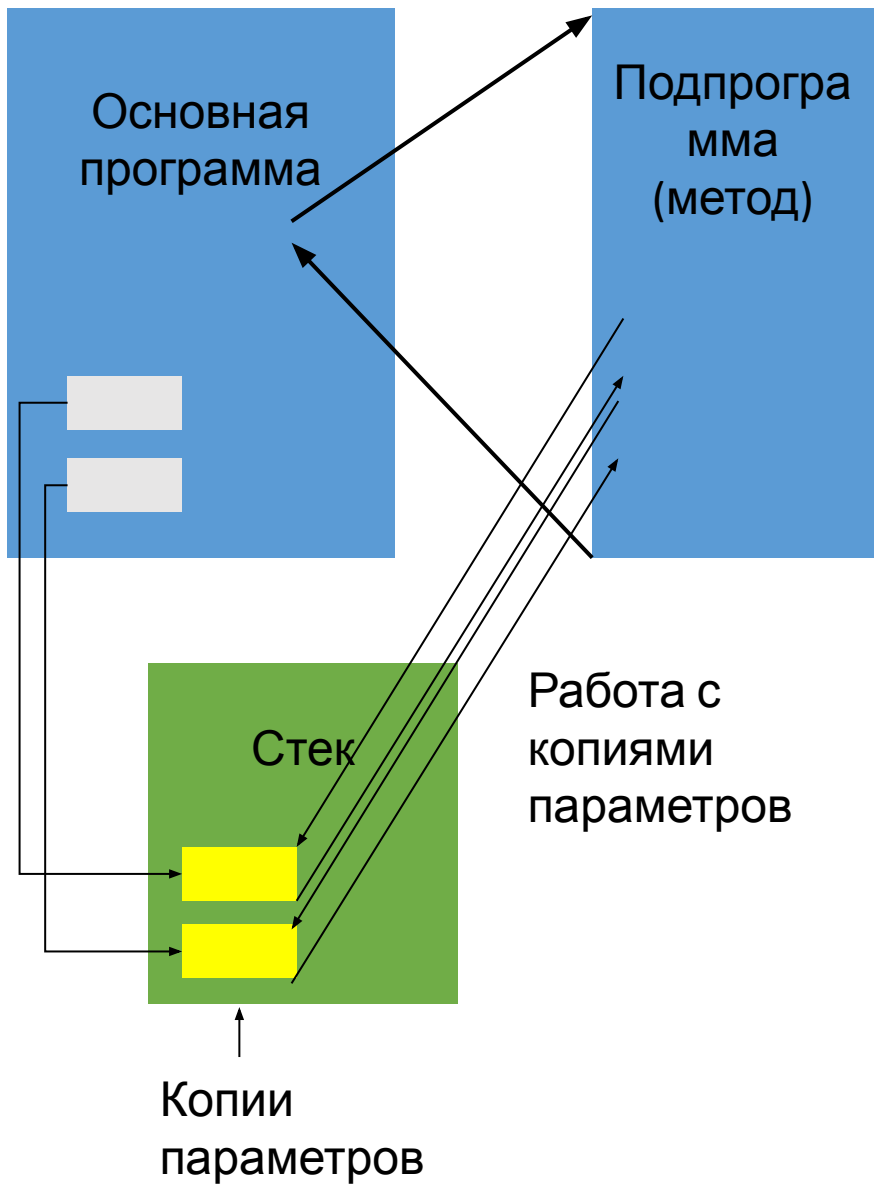 Основная
программа
Подпрогра
мма
(метод)
Стек
Работа с
копиями
параметров
Копии
параметров